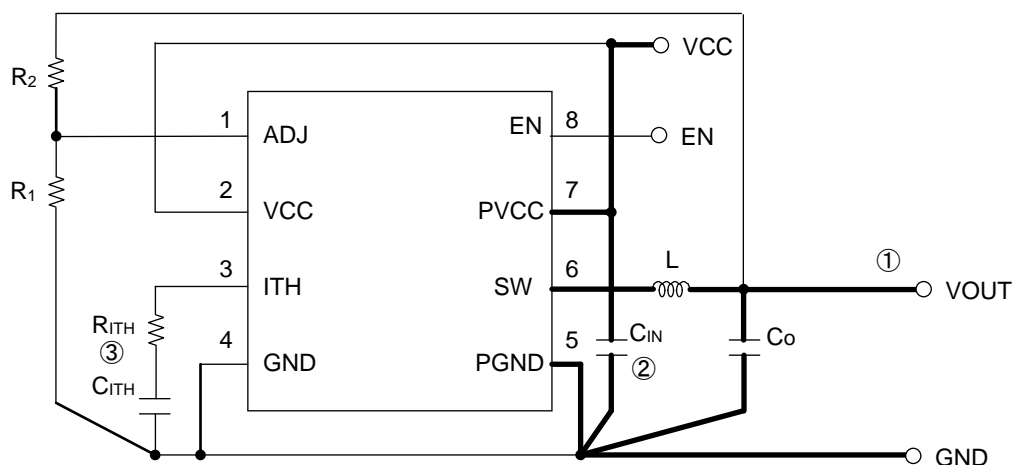 VCC
R2
1
ADJ
EN
8
EN
R1
2
VCC
7
PVCC
3
ITH
6
SW
L
①
VOUT
RITH
③
CITH
4
GND
5
PGND
CIN
②
Co
GND